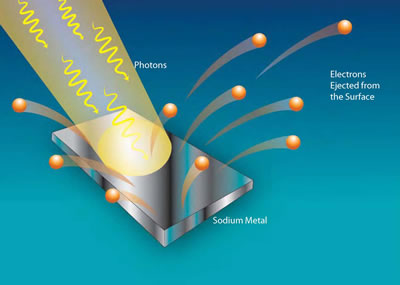 Photons
Electrons
Ejected from
the Surface
Sodium Metal